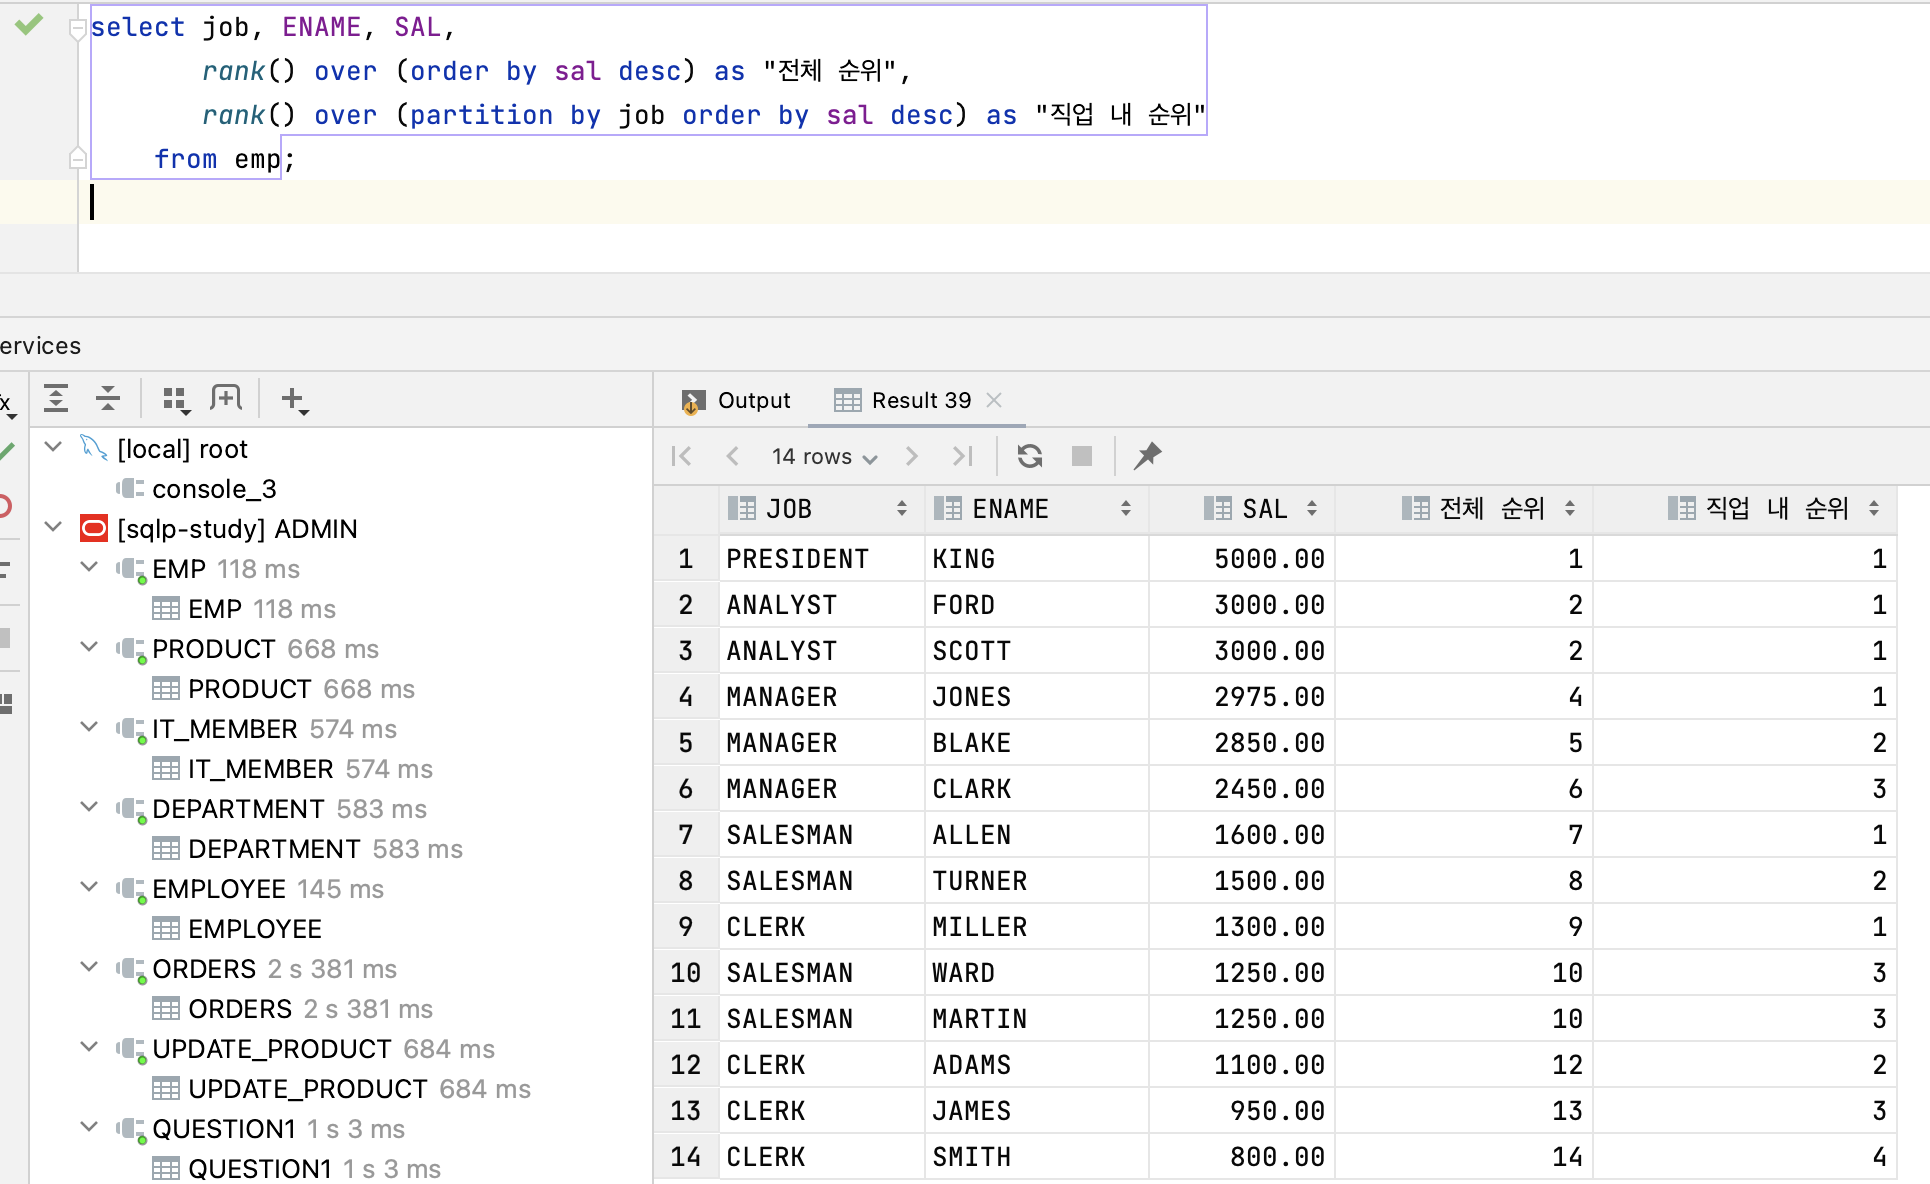 select job, ENAME, SAL,
rank() over (order by sal desc) as "전체 순위",
rank() over (partition by job order by sal desc) as "직업 내 순위"
from emp;
ervices
[local] root
console_3
[sqlp-study] ADMIN
EMP 118 ms
EMP 118 ms
PRODUCT 668 ms
PRODUCT 668 ms
IT_MEMBER 574 ms
IT_MEMBER 574 ms
DEPARTMENT 583 ms
DEPARTMENT 583 ms
EMPLOYEE 145 ms
EMPLOYEE
ORDERS 2 s 381 ms
ORDERS 2 s 381 ms
UPDATE_PRODUCT 684 ms
UPDATE_PRODUCT 684 ms
QUESTION1 1 s 3 ms
QUESTION1 1 s 3 ms
Output Result 39
14 rows
JOB ENAME SAL 전체 순위 직업 내 순위
1 PRESIDENT KING 5000.00 1 1
2 ANALYST FORD 3000.00 2 1
3 ANALYST SCOTT 3000.00 2 1
4 MANAGER JONES 2975.00 4 1
5 MANAGER BLAKE 2850.00 5 2
6 MANAGER CLARK 2450.00 6 3
7 SALESMAN ALLEN 1600.00 7 1
8 SALESMAN TURNER 1500.00 8 2
9 CLERK MILLER 1300.00 9 1
10 SALESMAN WARD 1250.00 10 3
11 SALESMAN MARTIN 1250.00 10 3
12 CLERK ADAMS 1100.00 12 2
13 CLERK JAMES 950.00 13 3
14 CLERK SMITH 800.00 14 4